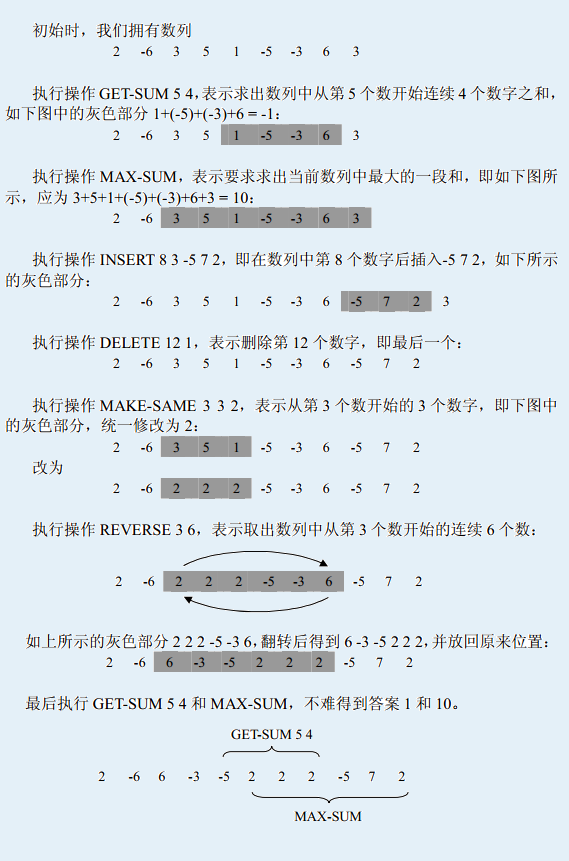 初始时，我们拥有数列
2 -6 3 5 1 -5 -3 6 3
执行操作 GET-SUM 5 4，表示求出数列中从第 5 个数开始连续 4 个数字之和，
如下图中的灰色部分 1+(-5)+(-3)+6 = -1：
2 -6 3 5 1 -5 -3 6 3
执行操作 MAX-SUM，表示要求求出当前数列中最大的一段和，即如下图所
示，应为 3+5+1+(-5)+(-3)+6+3 = 10：
2 -6 3 5 1 -5 -3 6 3
执行操作 INSERT 8 3 -5 7 2，即在数列中第 8 个数字后插入-5 7 2，如下所示
的灰色部分：
2 -6 3 5 1 -5 -3 6 -5 7 2 3
执行操作 DELETE 12 1，表示删除第 12 个数字，即最后一个：
2 -6 3 5 1 -5 -3 6 -5 7 2
执行操作 MAKE-SAME 3 3 2，表示从第 3 个数开始的 3 个数字，即下图中
的灰色部分，统一修改为 2：
2 -6 3 5 1 -5 -3 6 -5 7 2
改为
2 -6 2 2 2 -5 -3 6 -5 7 2
执行操作 REVERSE 3 6，表示取出数列中从第 3 个数开始的连续 6 个数：
2 -6 2 2 2 -5 -3 6 -5 7 2
如上所示的灰色部分 2 2 2 -5 -3 6，翻转后得到 6 -3 -5 2 2 2，并放回原来位置：
2 -6 6 -3 -5 2 2 2 -5 7 2
最后执行 GET-SUM 5 4 和 MAX-SUM，不难得到答案 1 和 10。
GET-SUM 5 4
2 -6 6 -3 -5 2 2 2 -5 7 2
MAX-SUM